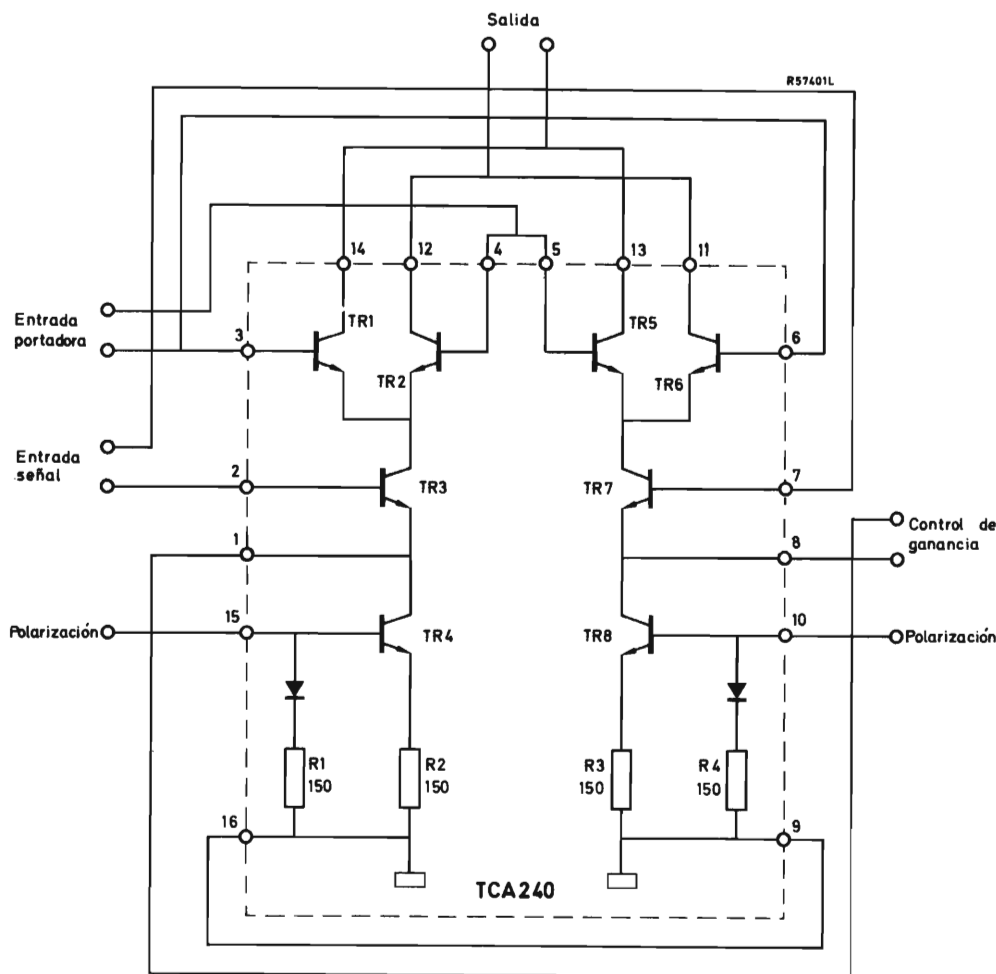 Salida
R57401L
14
12
4
5
13
11
TR1
TR5
Entrada
portadora
3
6
TR2
TR6
Entrada
señal
2
TR3
TR7
7
Control de
ganancia
1
8
Polarización
15
TR4
TR8
10
Polarización
R1
150
R2
150
R3
150
R4
150
16
9
TCA240